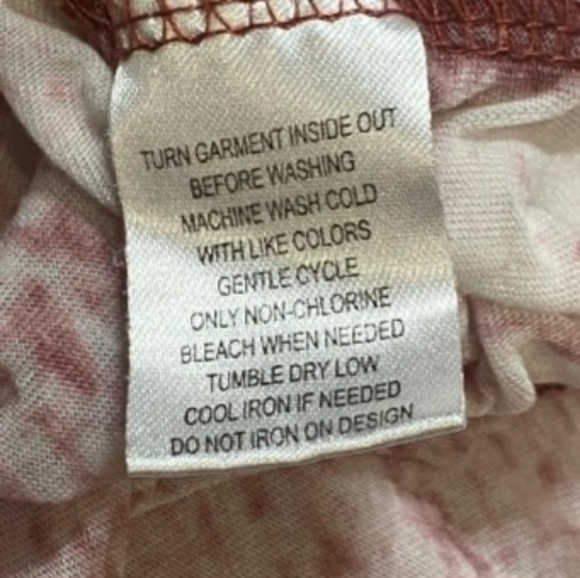 TURN GARMENT INSIDE OUT
BEFORE WASHING
MACHINE WASH COLD
WITH LIKE COLORS
GENTLE CYCLE
ONLY NON-CHLORINE
BLEACH WHEN NEEDED
TUMBLE DRY LOW
COOL IRON IF NEEDED
DO NOT IRON ON DESIGN